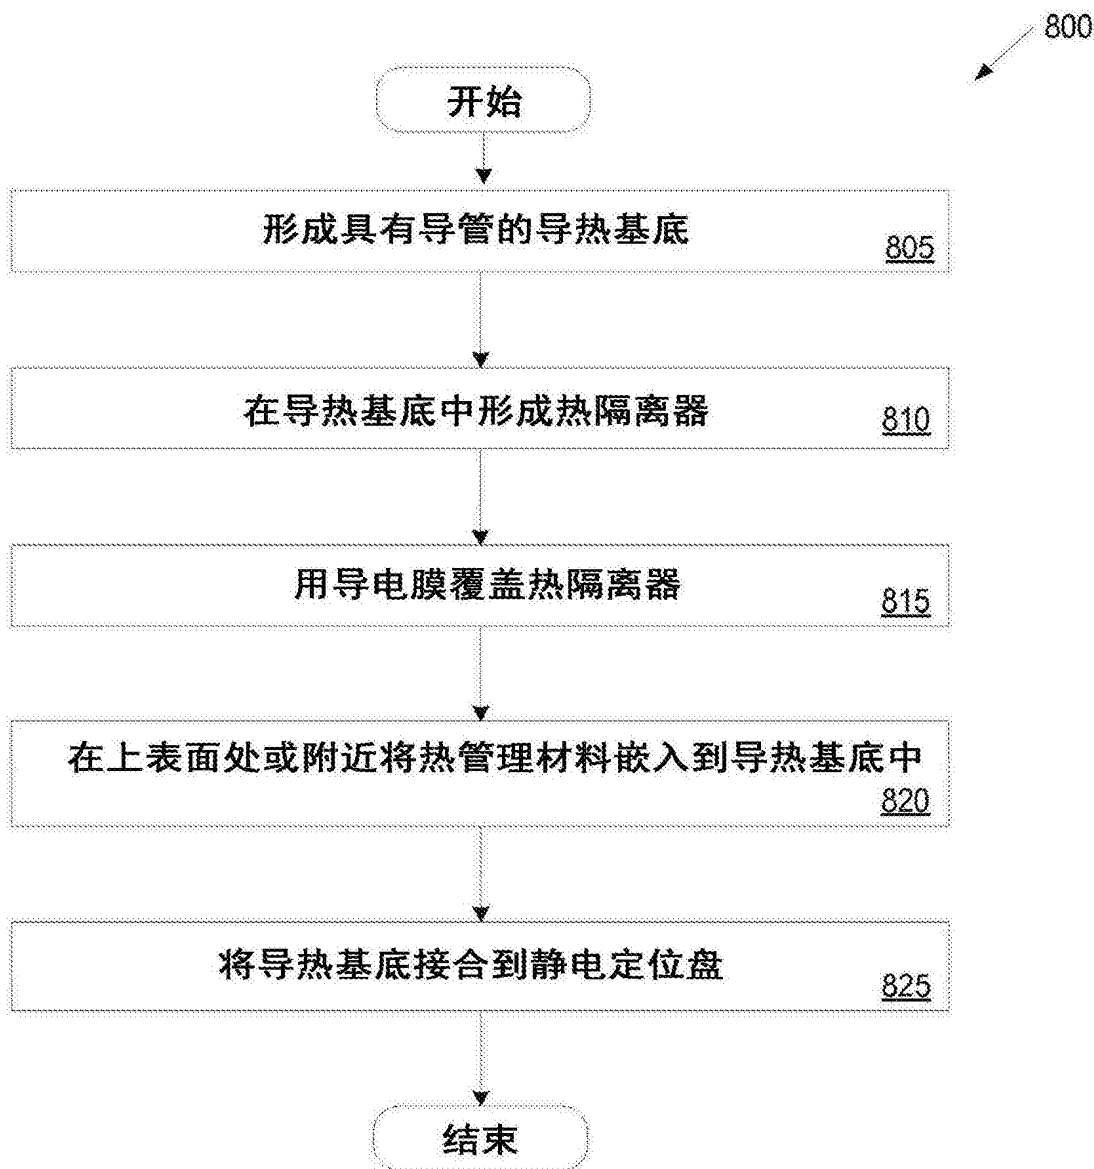 800
开始
形成具有导管的导热基底
805
在导热基底中形成热隔离器
810
用导电膜覆盖热隔离器
815
在上表面处或附近将热管理材料嵌入到导热基底中
820
将导热基底接合到静电定位盘
825
结束